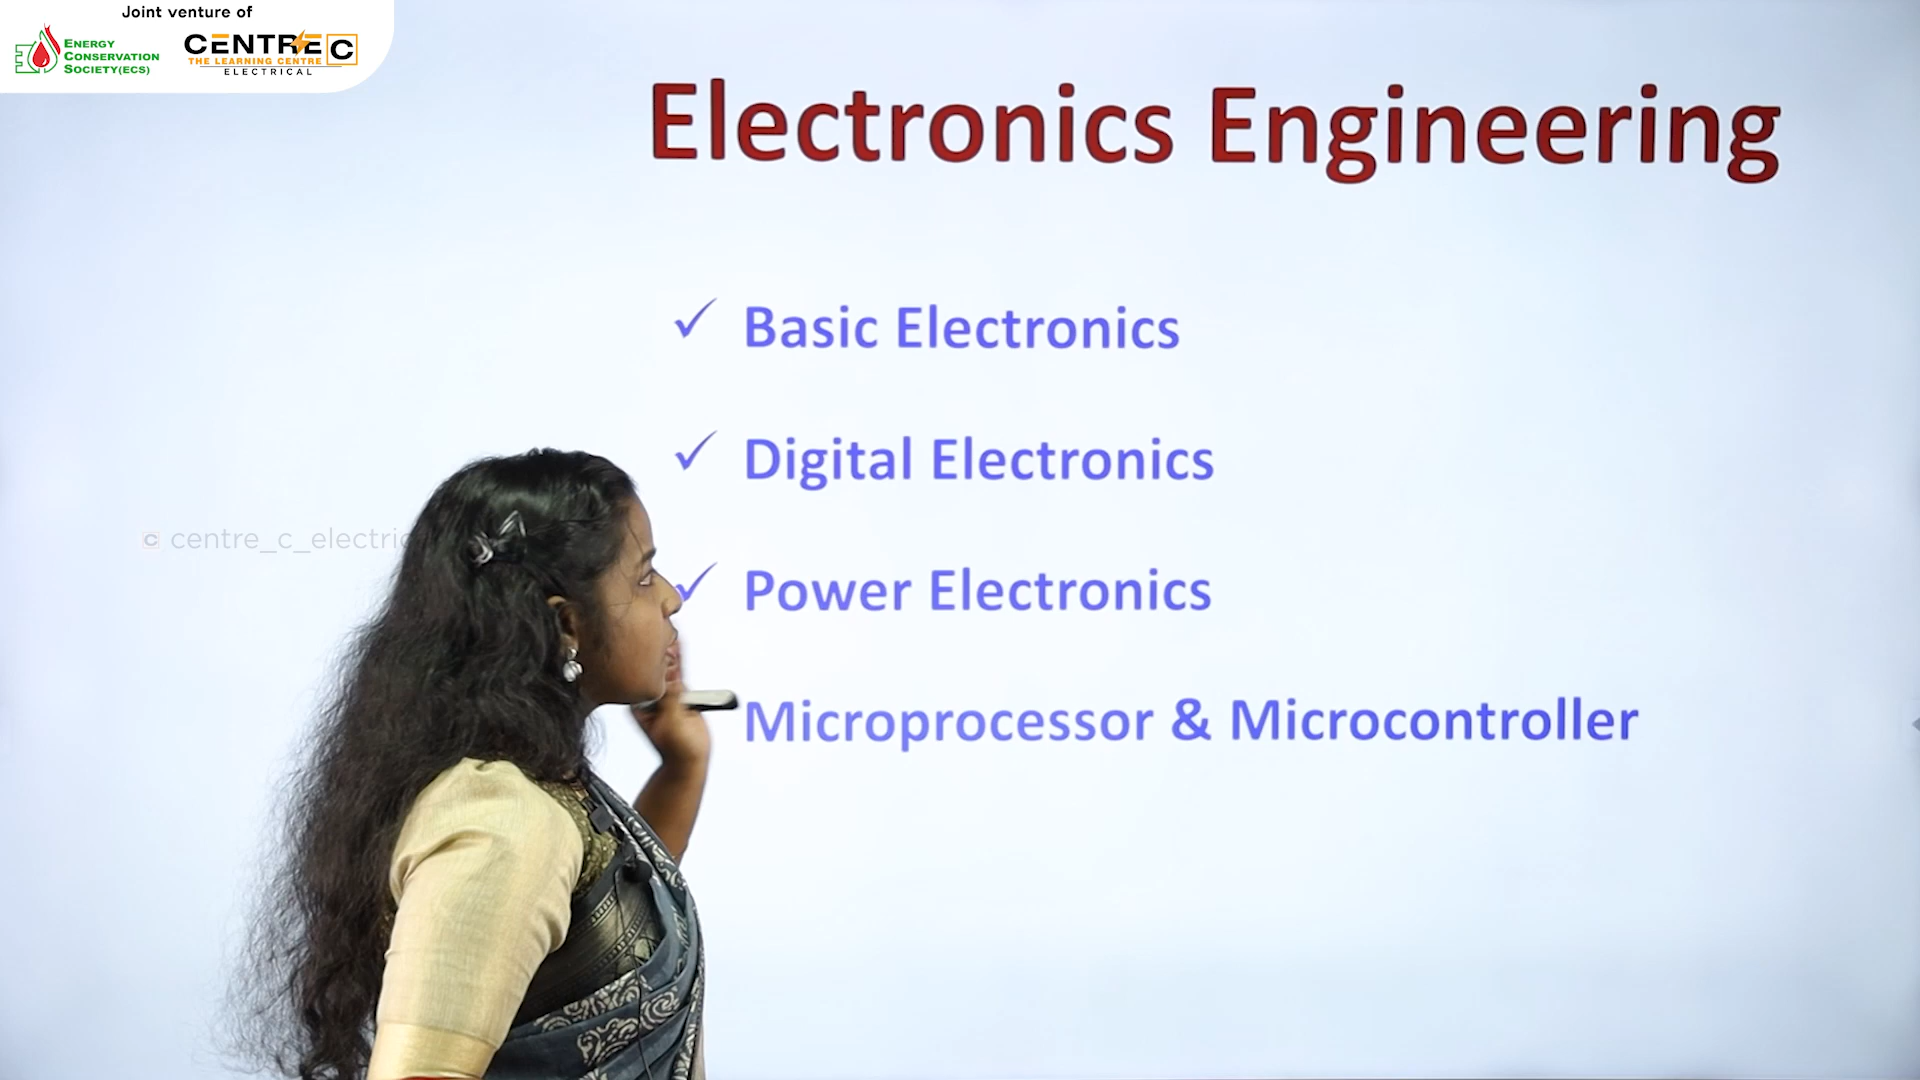 Joint venture of
ENERGY
CONSERVATION
SOCIETY(ECS)
CENTRE C
THE LEARNING CENTRE
ELECTRICAL
Electronics Engineering
✓ Basic Electronics
✓ Digital Electronics
centre_c_electric
✓ Power Electronics
Microprocessor & Microcontroller